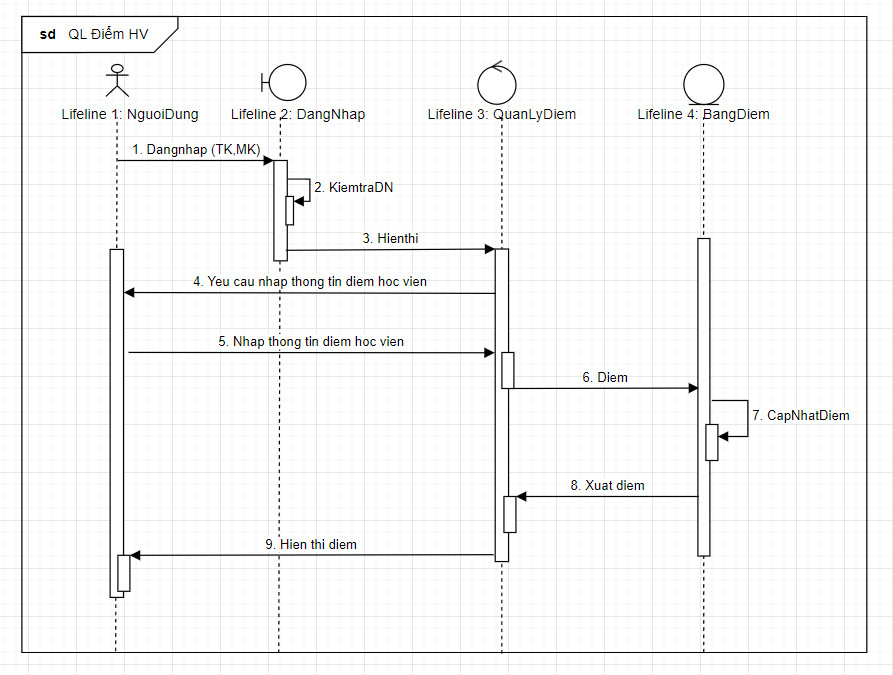 sd QL Điểm HV
Lifeline 1: NguoiDung
Lifeline 2: DangNhap
Lifeline 3: QuanLyDiem
Lifeline 4: BangDiem
1. Dangnhap (TK,MK)
2. KiemtraDN
3. Hienthi
4. Yeu cau nhap thong tin diem hoc vien
5. Nhap thong tin diem hoc vien
6. Diem
7. CapNhatDiem
8. Xuat diem
9. Hien thi diem